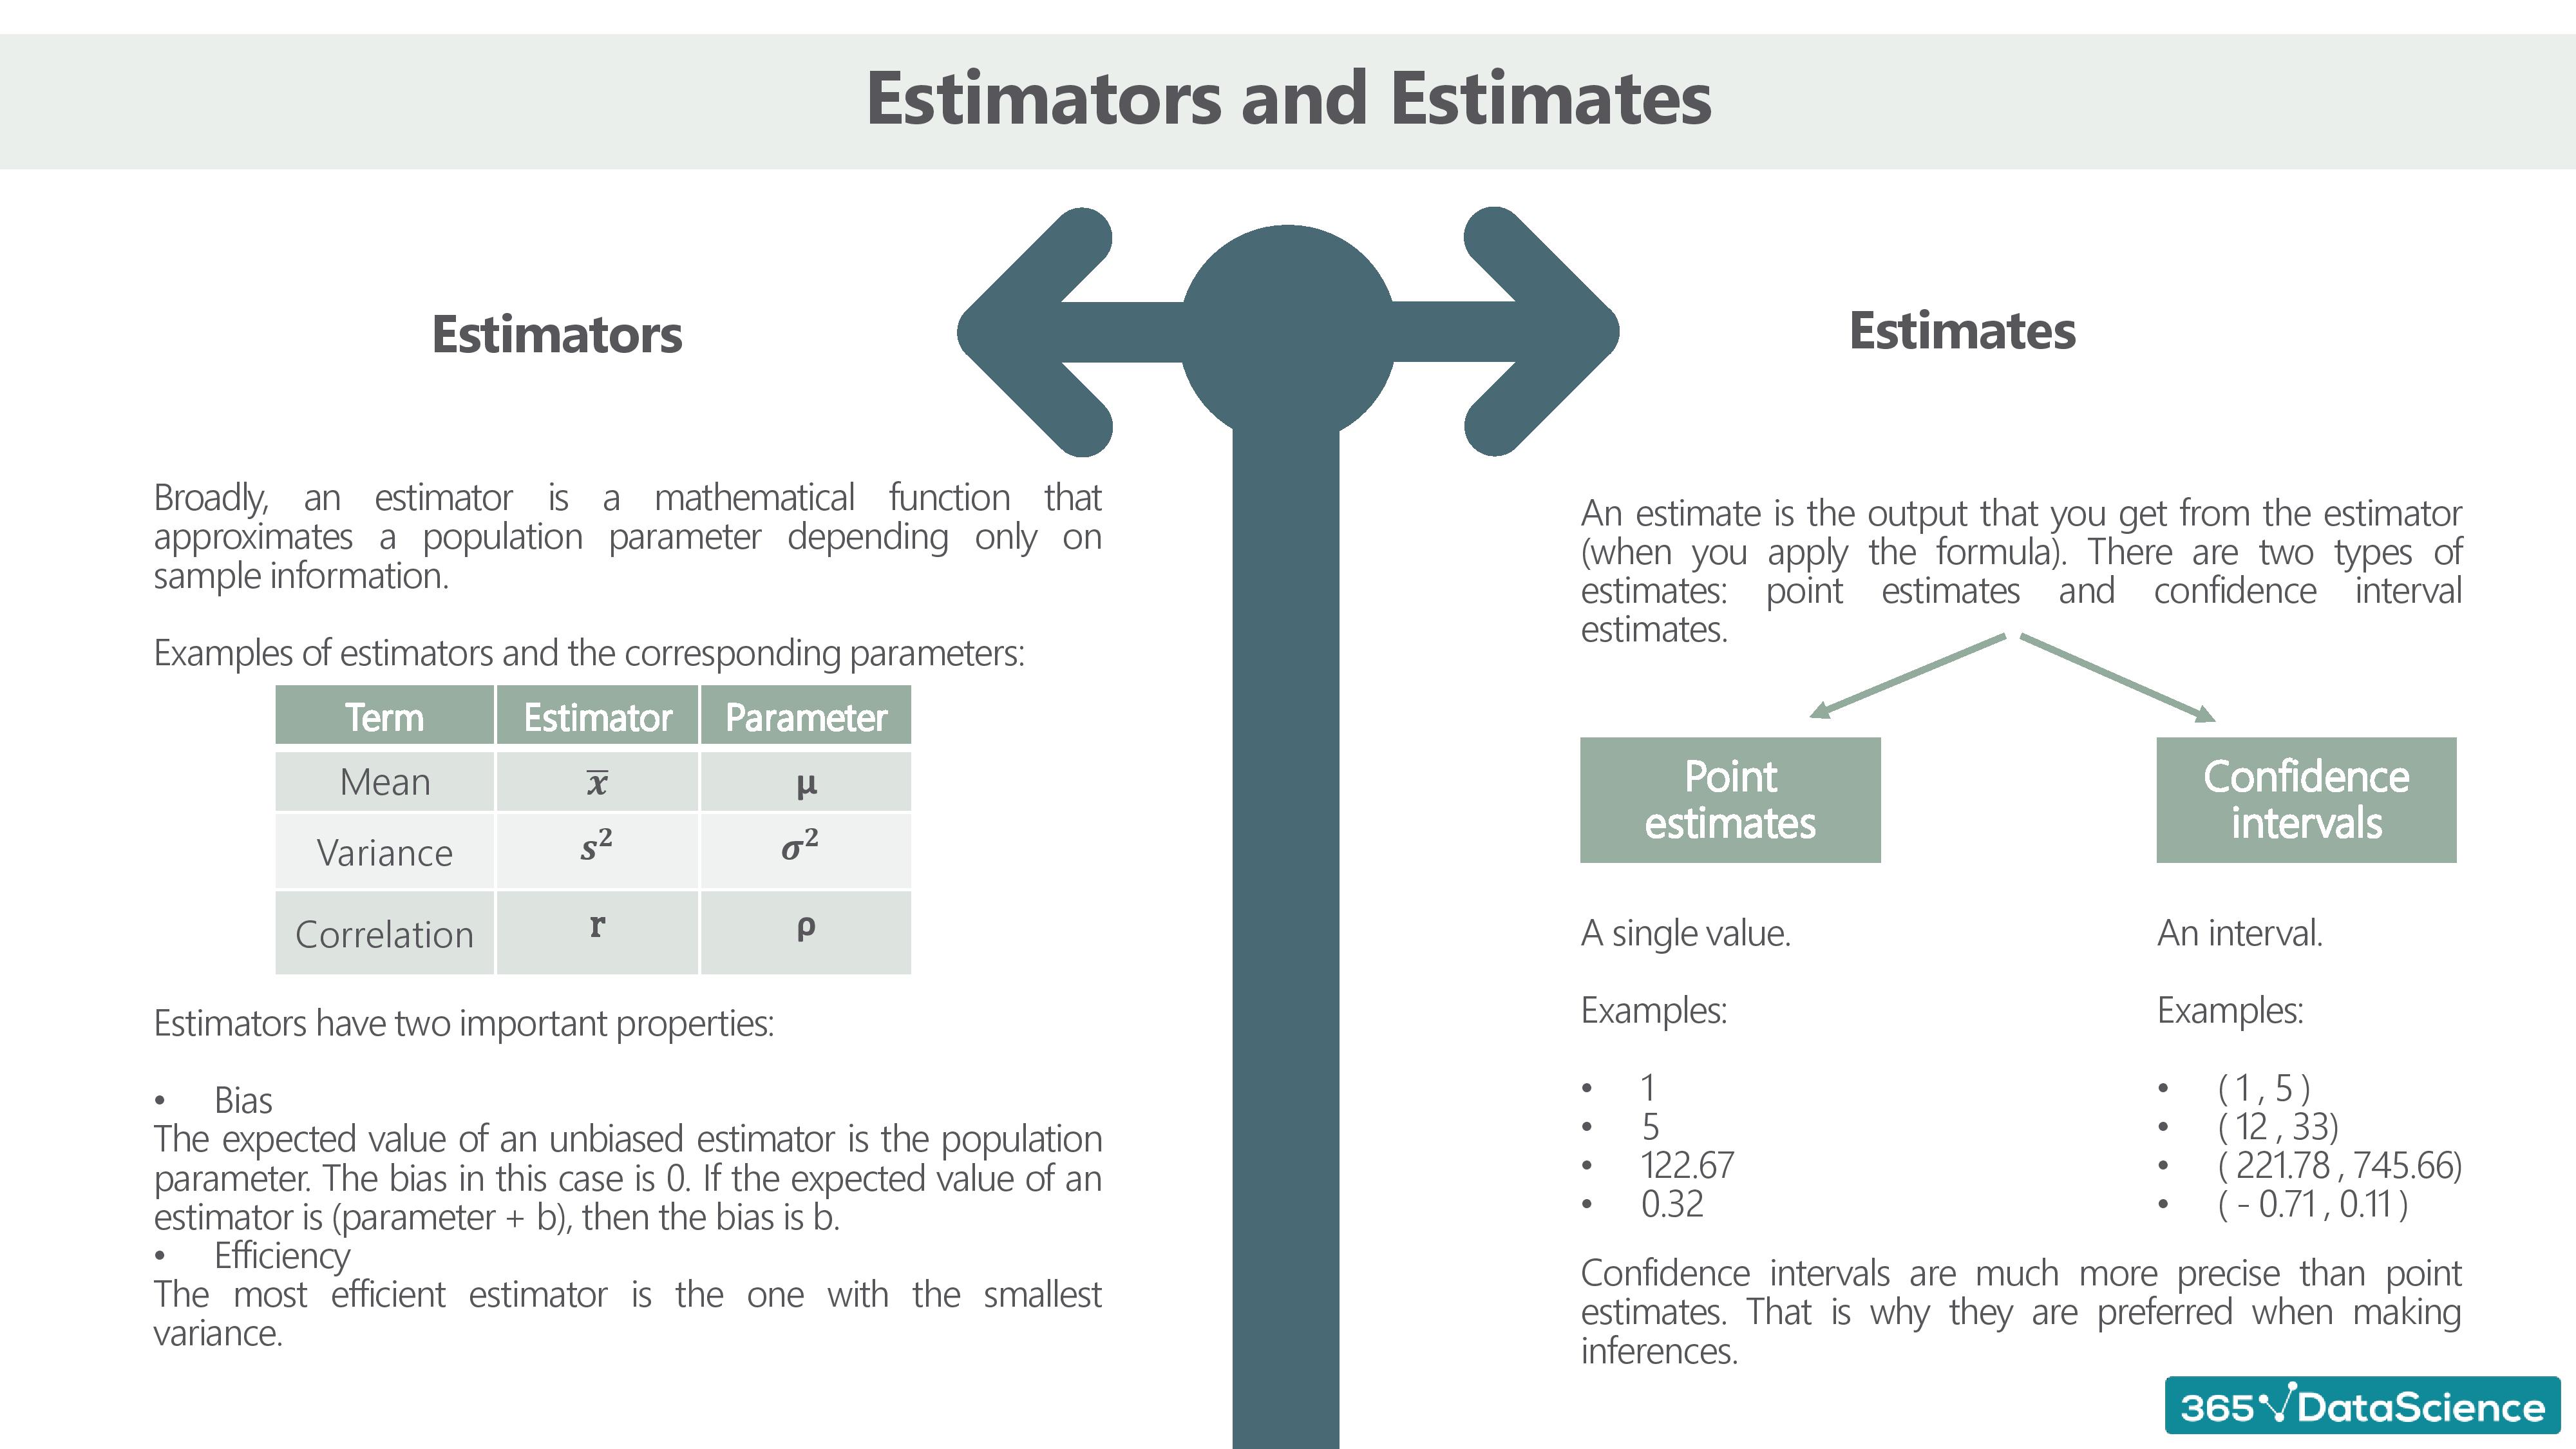 Estimators and Estimates
Estimators
Broadly, an estimator is a mathematical function that
approximates a population parameter depending only on
sample information.
Examples of estimators and the corresponding parameters:
Term Estimator Parameter
Mean x̅ μ
Variance s² σ²
Correlation r ρ
Estimators have two important properties:
• Bias
The expected value of an unbiased estimator is the population
parameter. The bias in this case is 0. If the expected value of an
estimator is (parameter + b), then the bias is b.
• Efficiency
The most efficient estimator is the one with the smallest
variance.
Estimates
An estimate is the output that you get from the estimator
(when you apply the formula). There are two types of
estimates: point estimates and confidence interval
estimates.
Point
estimates
A single value.
Examples:
• 1
• 5
• 122.67
• 0.32
Confidence
intervals
An interval.
Examples:
• ( 1 , 5 )
• ( 12 , 33)
• ( 221.78 , 745.66)
• ( - 0.71 , 0.11 )
Confidence intervals are much more precise than point
estimates. That is why they are preferred when making
inferences.
365 DataScience